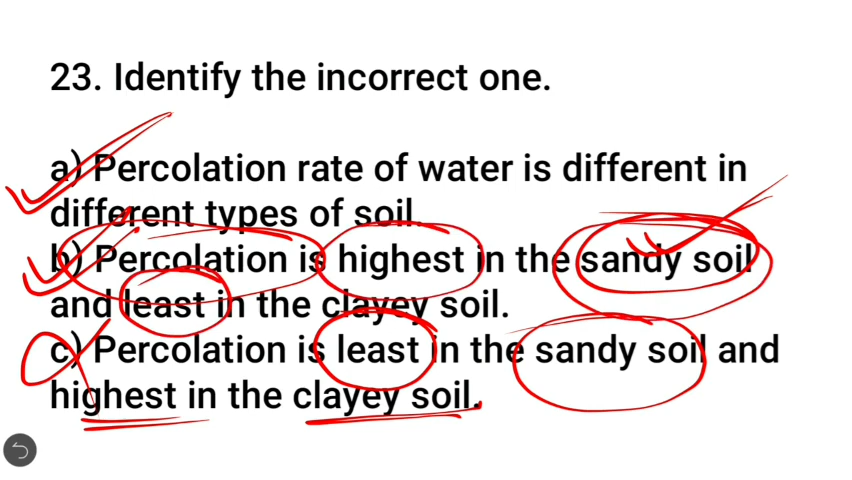 23. Identify the incorrect one.
a) Percolation rate of water is different in
different types of soil.
b) Percolation is highest in the sandy soil
and least in the clayey soil.
c) Percolation is least in the sandy soil and
highest in the clayey soil.